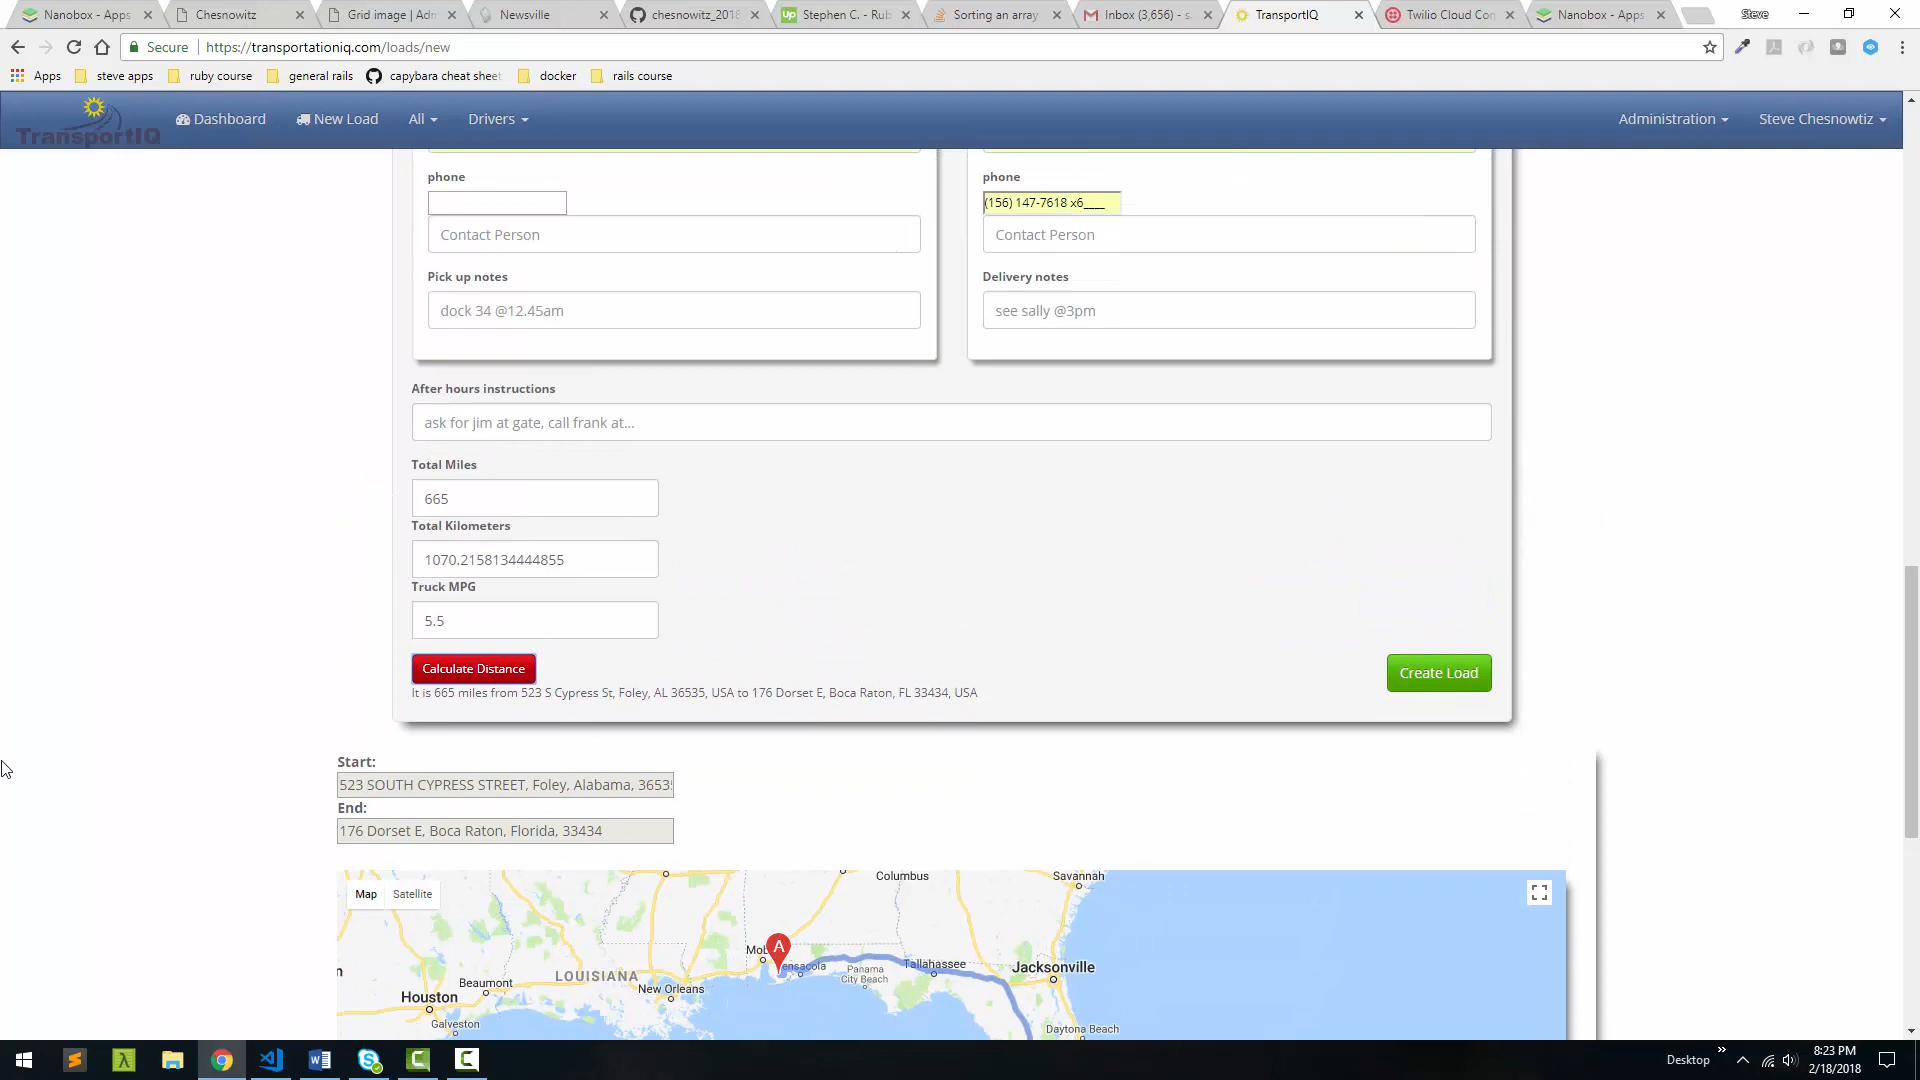 Nanobox - Apps
Chesnowitz
Grid image | Adm
Newsville
chesnowitz_2018
Stephen C. - Rub
Sorting an array
Inbox (3,656) - s
TransportIQ
Twilio Cloud Con
Nanobox - Apps
Steve
Secure
https://transportationiq.com/loads/new
Apps
steve apps
ruby course
general rails
capybara cheat sheet
docker
rails course
TransportIQ
Dashboard
New Load
All
Drivers
Administration
Steve Chesnowtiz
phone
phone
(156) 147-7618 x6____
Contact Person
Contact Person
Pick up notes
Delivery notes
dock 34 @12.45am
see sally @3pm
After hours instructions
ask for jim at gate, call frank at...
Total Miles
665
Total Kilometers
1070.2158134444855
Truck MPG
5.5
Calculate Distance
Create Load
It is 665 miles from 523 S Cypress St, Foley, AL 36535, USA to 176 Dorset E, Boca Raton, FL 33434, USA
Start:
523 SOUTH CYPRESS STREET, Foley, Alabama, 36535
End:
176 Dorset E, Boca Raton, Florida, 33434
Map
Satellite
Columbus
Savannah
A
Mob
ensacola
Panama
City Beach
Tallahassee
Jacksonville
LOUISIANA
Beaumont
New Orleans
Houston
Galveston
Daytona Beach
Desktop
8:23 PM
2/18/2018